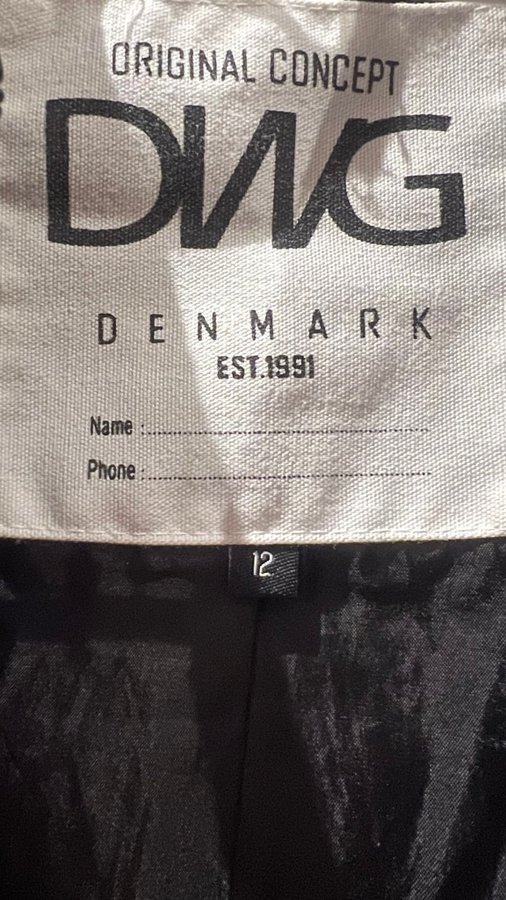 ORIGINAL CONCEPT
DWG
DENMARK
EST.1991
Name :
Phone :
12